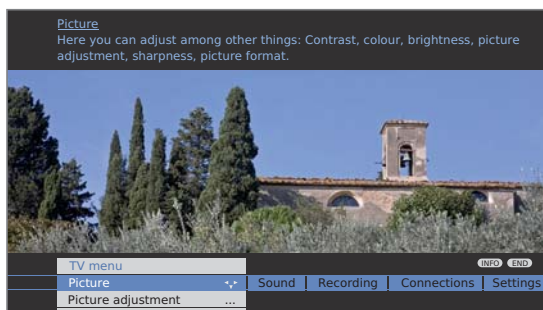 Picture
Here you can adjust among other things: Contrast, colour, brightness, picture
adjustment, sharpness, picture format.
TV menu
INFO END
Picture Sound Recording Connections Settings
Picture adjustment ...